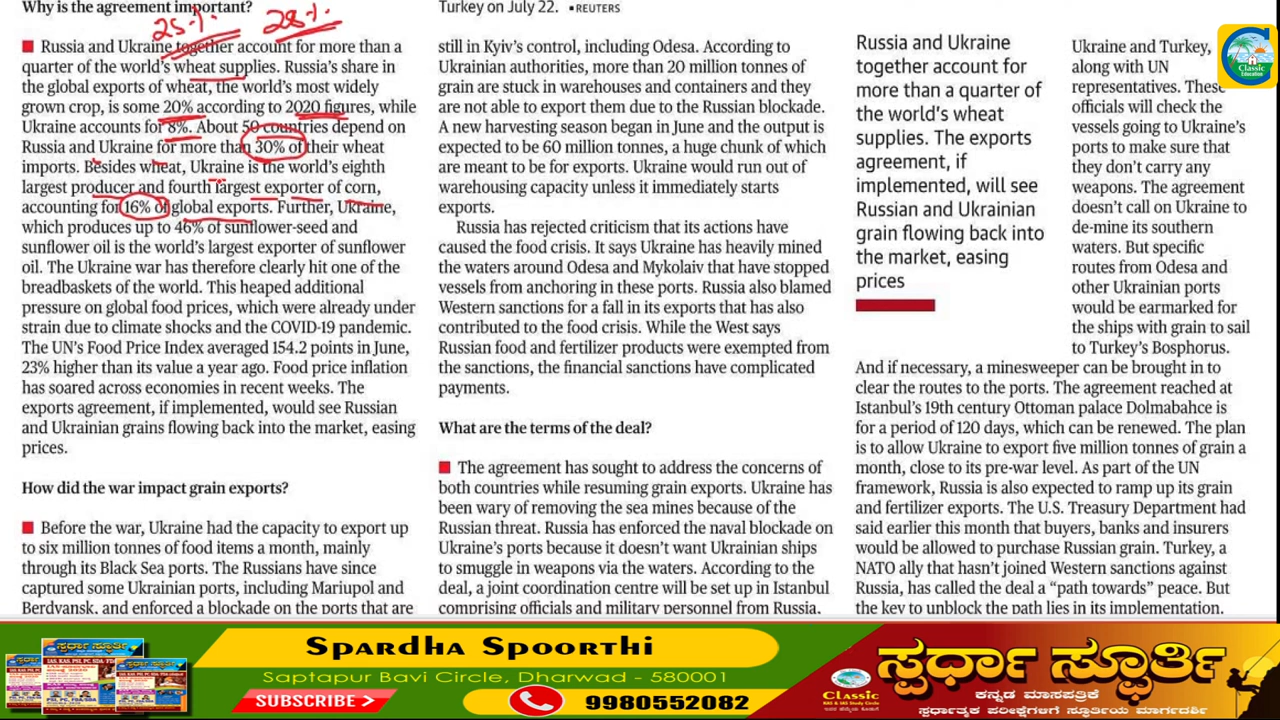 Why is the agreement important?
25%. 28%.
Russia and Ukraine together account for more than a
quarter of the world's wheat supplies. Russia's share in
the global exports of wheat, the world's most widely
grown crop, is some 20% according to 2020 figures, while
Ukraine accounts for 8%. About 50 countries depend on
Russia and Ukraine for more than 30% of their wheat
imports. Besides wheat, Ukraine is the world's eighth
largest producer and fourth largest exporter of corn,
accounting for 16% of global exports. Further, Ukraine,
which produces up to 46% of sunflower-seed and
sunflower oil is the world's largest exporter of sunflower
oil. The Ukraine war has therefore clearly hit one of the
breadbaskets of the world. This heaped additional
pressure on global food prices, which were already under
strain due to climate shocks and the COVID-19 pandemic.
The UN's Food Price Index averaged 154.2 points in June,
23% higher than its value a year ago. Food price inflation
has soared across economies in recent weeks. The
exports agreement, if implemented, would see Russian
and Ukrainian grains flowing back into the market, easing
prices.
How did the war impact grain exports?
Before the war, Ukraine had the capacity to export up
to six million tonnes of food items a month, mainly
through its Black Sea ports. The Russians have since
captured some Ukrainian ports, including Mariupol and
Berdyansk, and enforced a blockade on the ports that are
Turkey on July 22. ▪REUTERS
still in Kyiv's control, including Odesa. According to
Ukrainian authorities, more than 20 million tonnes of
grain are stuck in warehouses and containers and they
are not able to export them due to the Russian blockade.
A new harvesting season began in June and the output is
expected to be 60 million tonnes, a huge chunk of which
are meant to be for exports. Ukraine would run out of
warehousing capacity unless it immediately starts
exports.
Russia has rejected criticism that its actions have
caused the food crisis. It says Ukraine has heavily mined
the waters around Odesa and Mykolaiv that have stopped
vessels from anchoring in these ports. Russia also blamed
Western sanctions for a fall in its exports that has also
contributed to the food crisis. While the West says
Russian food and fertilizer products were exempted from
the sanctions, the financial sanctions have complicated
payments.
What are the terms of the deal?
The agreement has sought to address the concerns of
both countries while resuming grain exports. Ukraine has
been wary of removing the sea mines because of the
Russian threat. Russia has enforced the naval blockade on
Ukraine's ports because it doesn't want Ukrainian ships
to smuggle in weapons via the waters. According to the
deal, a joint coordination centre will be set up in Istanbul
comprising officials and military personnel from Russia,
Russia and Ukraine
together account for
more than a quarter of
the world's wheat
supplies. The exports
agreement, if
implemented, will see
Russian and Ukrainian
grain flowing back into
the market, easing
prices
Ukraine and Turkey,
along with UN
representatives. These
officials will check the
vessels going to Ukraine's
ports to make sure that
they don't carry any
weapons. The agreement
doesn't call on Ukraine to
de-mine its southern
waters. But specific
routes from Odesa and
other Ukrainian ports
would be earmarked for
the ships with grain to sail
to Turkey's Bosphorus.
And if necessary, a minesweeper can be brought in to
clear the routes to the ports. The agreement reached at
Istanbul's 19th century Ottoman palace Dolmabahce is
for a period of 120 days, which can be renewed. The plan
is to allow Ukraine to export five million tonnes of grain a
month, close to its pre-war level. As part of the UN
framework, Russia is also expected to ramp up its grain
and fertilizer exports. The U.S. Treasury Department had
said earlier this month that buyers, banks and insurers
would be allowed to purchase Russian grain. Turkey, a
NATO ally that hasn't joined Western sanctions against
Russia, has called the deal a "path towards" peace. But
the key to unblock the path lies in its implementation.
Classic
Education
Spardha Spoorthi
Saptapur Bavi Circle, Dharwad - 580001
SUBSCRIBE
9980552082
Classic
KAS & IAS Study Circle
ಸ್ಪರ್ಧಾ ಸ್ಫೂರ್ತಿ
ಕನ್ನಡ ಮಾಸಪತ್ರಿಕೆ
ಸ್ಪರ್ಧಾತ್ಮಕ ಪರೀಕ್ಷೆಗಳಿಗೆ ಸ್ಫೂರ್ತಿಯ ಮಾರ್ಗದರ್ಶಿ